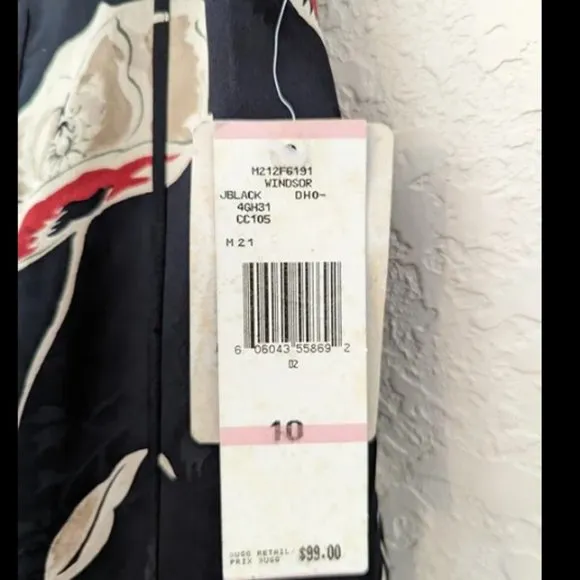 M212F6191
WINDSOR
JBLACK DH0-
4GH31
CC105
M 21
6 06043 55869 2
02
10
SUGG RETAIL/ $99.00
PRIX SUGG